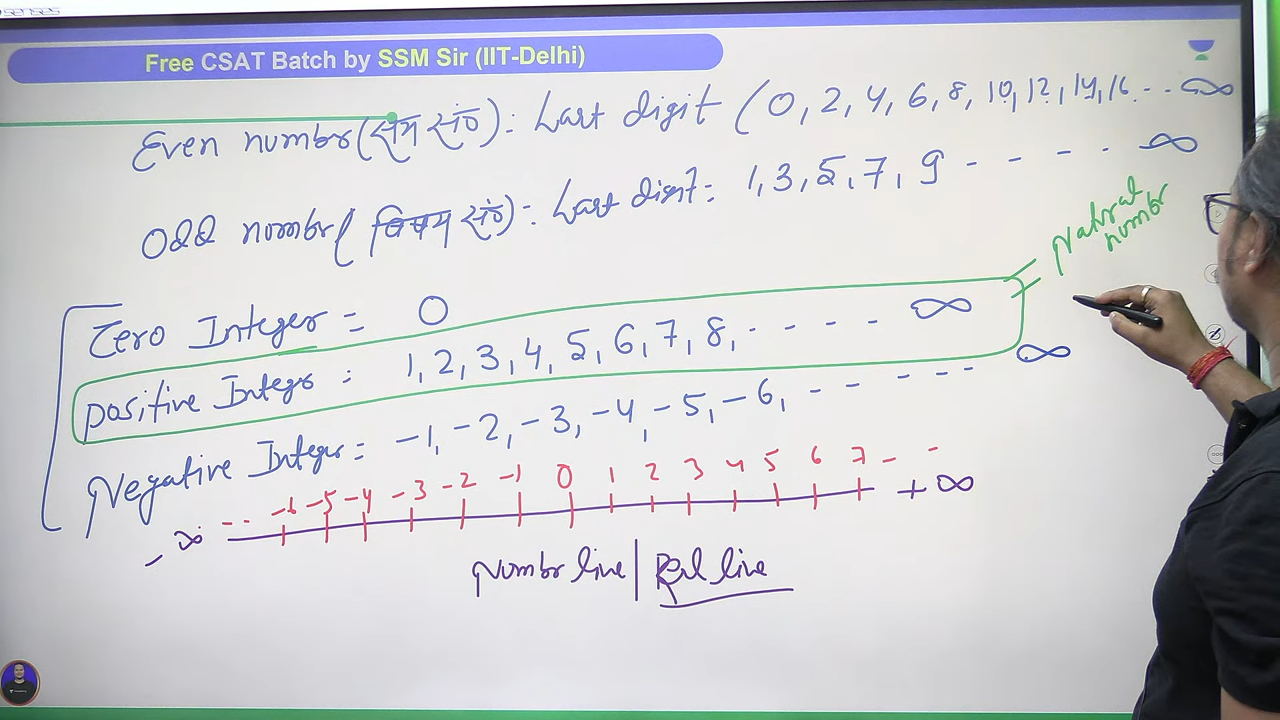 senses
Free CSAT Batch by SSM Sir (IIT-Delhi)
Even number (सम सं०): Last digit (0, 2, 4, 6, 8, 10, 12, 14, 16 - - ∞
Odd number (विषम सं०): Last digit: 1, 3, 5, 7, 9 - - - - ∞
Natural number
Zero Integer = 0
positive Integer : 1, 2, 3, 4, 5, 6, 7, 8, - - - - ∞
Negative Integer: -1, -2, -3, -4, -5, -6, - - - - - ∞
-∞ - - -6 -5 -4 -3 -2 -1 0 1 2 3 4 5 6 7 - - +∞
Number line | Real line